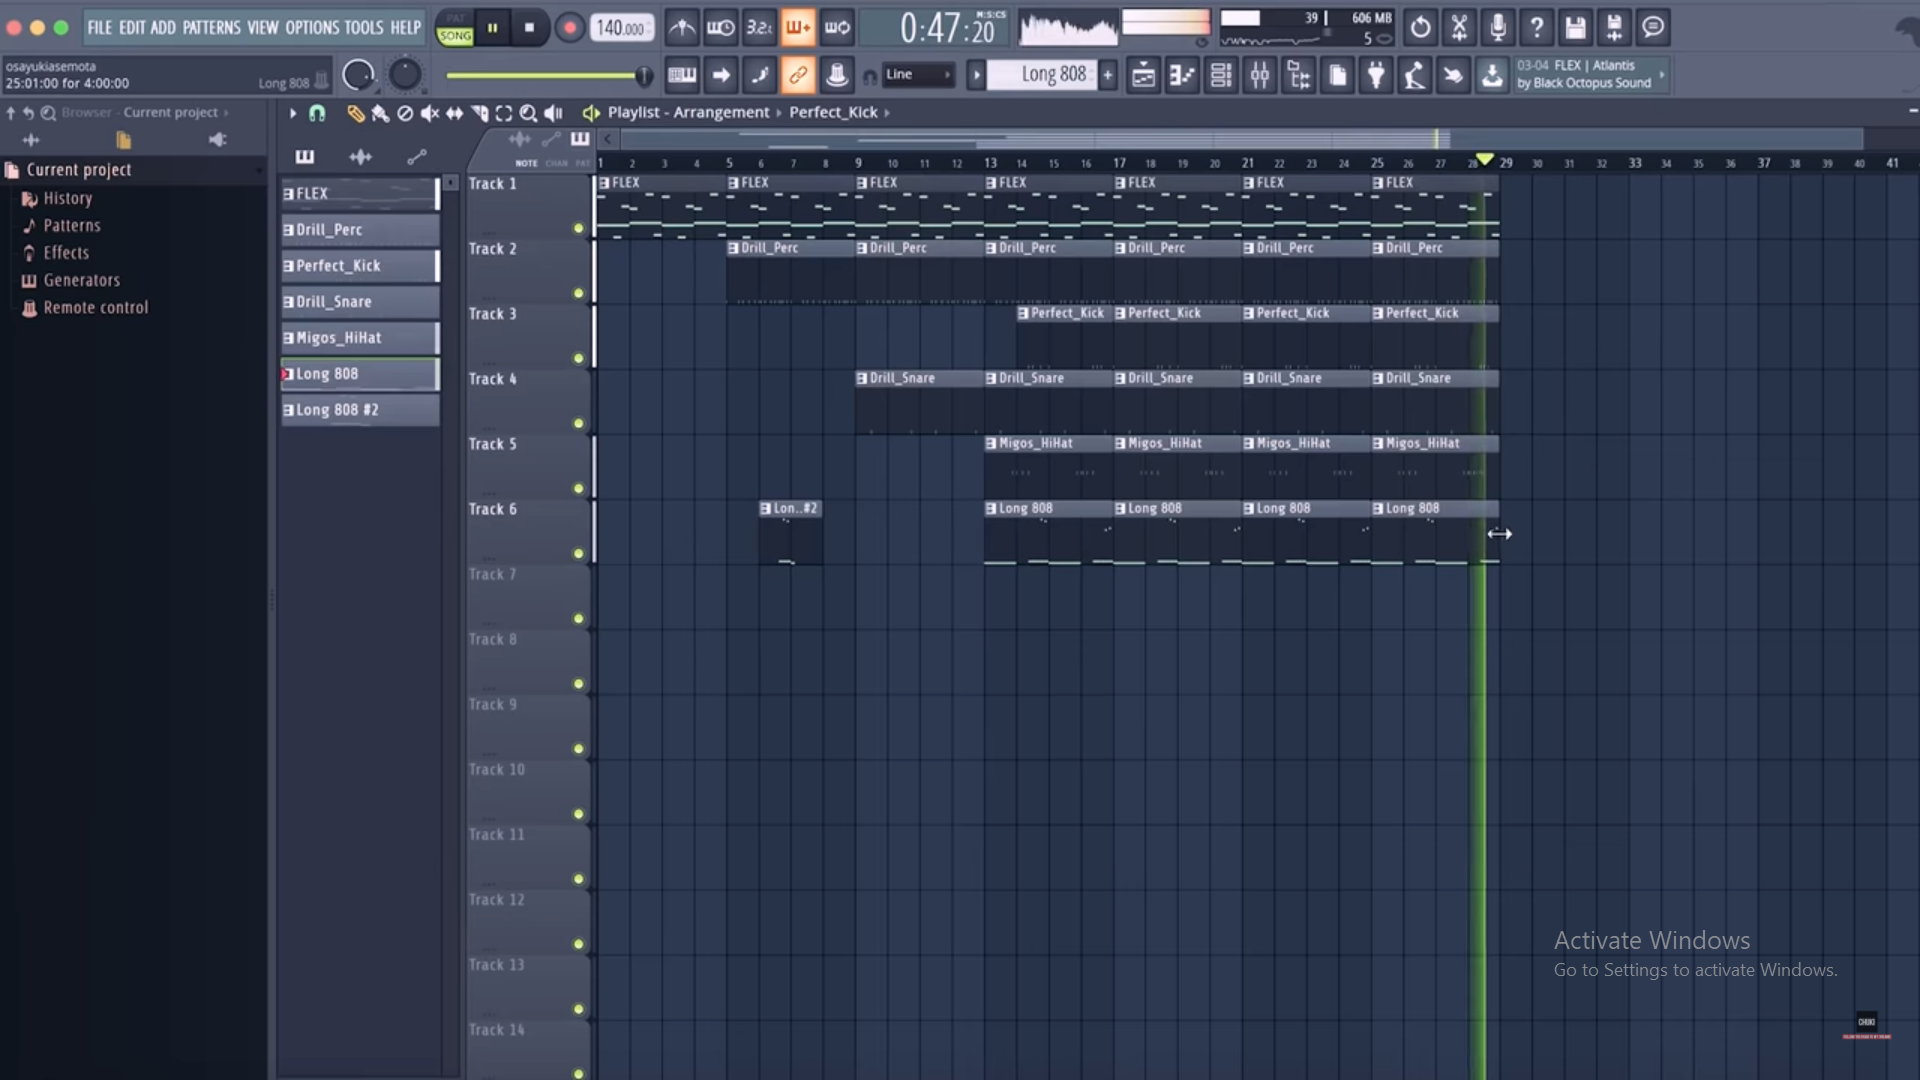 FILE EDIT ADD PATTERNS VIEW OPTIONS TOOLS HELP
PAT
SONG
140.000
3.2.
0:47:20
M:S:CS
39
606 MB
5
osayukiasemota
25:01:00 for 4:00:00
Long 808
Line
Long 808
03-04 FLEX | Atlantis
by Black Octopus Sound
Browser - Current project
Playlist - Arrangement
Perfect_Kick
Current project
History
Patterns
Effects
Generators
Remote control
FLEX
Drill_Perc
Perfect_Kick
Drill_Snare
Migos_HiHat
Long 808
Long 808 #2
NOTE CHAN PAT
1 2 3 4 5 6 7 8 9 10 11 12 13 14 15 16 17 18 19 20 21 22 23 24 25 26 27 28 29 30 31 32 33 34 35 36 37 38 39 40 41
Track 1
FLEX FLEX FLEX FLEX FLEX FLEX FLEX
Track 2
Drill_Perc Drill_Perc Drill_Perc Drill_Perc Drill_Perc Drill_Perc
Track 3
Perfect_Kick Perfect_Kick Perfect_Kick Perfect_Kick
Track 4
Drill_Snare Drill_Snare Drill_Snare Drill_Snare Drill_Snare
Track 5
Migos_HiHat Migos_HiHat Migos_HiHat Migos_HiHat
Track 6
Lon..#2 Long 808 Long 808 Long 808 Long 808
Track 7
Track 8
Track 9
Track 10
Track 11
Track 12
Track 13
Track 14
Activate Windows
Go to Settings to activate Windows.